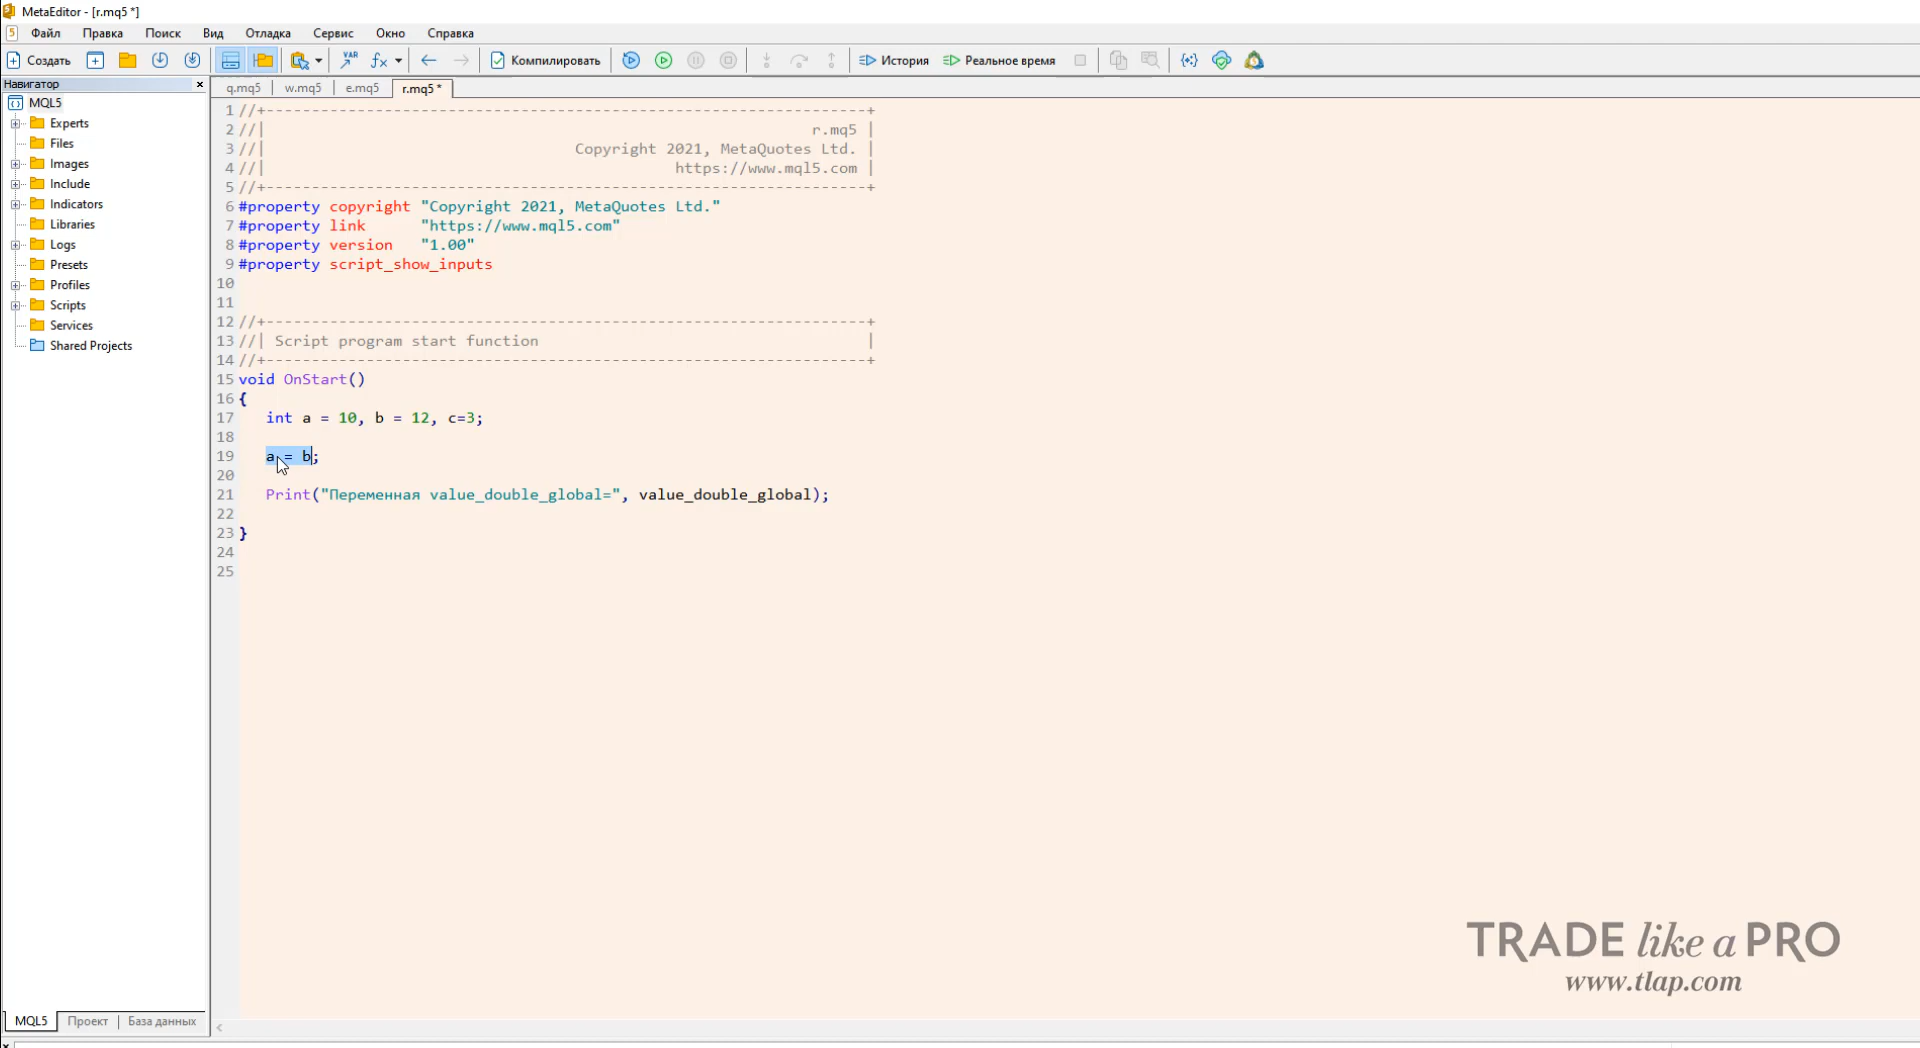 MetaEditor - [r.mq5 *]
5 Файл Правка Поиск Вид Отладка Сервис Окно Справка
Создать VAR fx Компилировать История Реальное время
Навигатор ×
q.mq5 | w.mq5 | e.mq5 r.mq5 *
MQL5
Experts
Files
Images
Include
Indicators
Libraries
Logs
Presets
Profiles
Scripts
Services
Shared Projects
1 //+------------------------------------------------------------------+
2 //| r.mq5 |
3 //| Copyright 2021, MetaQuotes Ltd. |
4 //| https://www.mql5.com |
5 //+------------------------------------------------------------------+
6 #property copyright "Copyright 2021, MetaQuotes Ltd."
7 #property link "https://www.mql5.com"
8 #property version "1.00"
9 #property script_show_inputs
10
11
12 //+------------------------------------------------------------------+
13 //| Script program start function |
14 //+------------------------------------------------------------------+
15 void OnStart()
16 {
17 int a = 10, b = 12, c=3;
18
19 a = b;
20
21 Print("Переменная value_double_global=", value_double_global);
22
23 }
24
25
TRADE like a PRO
www.tlap.com
MQL5 Проект | База данных